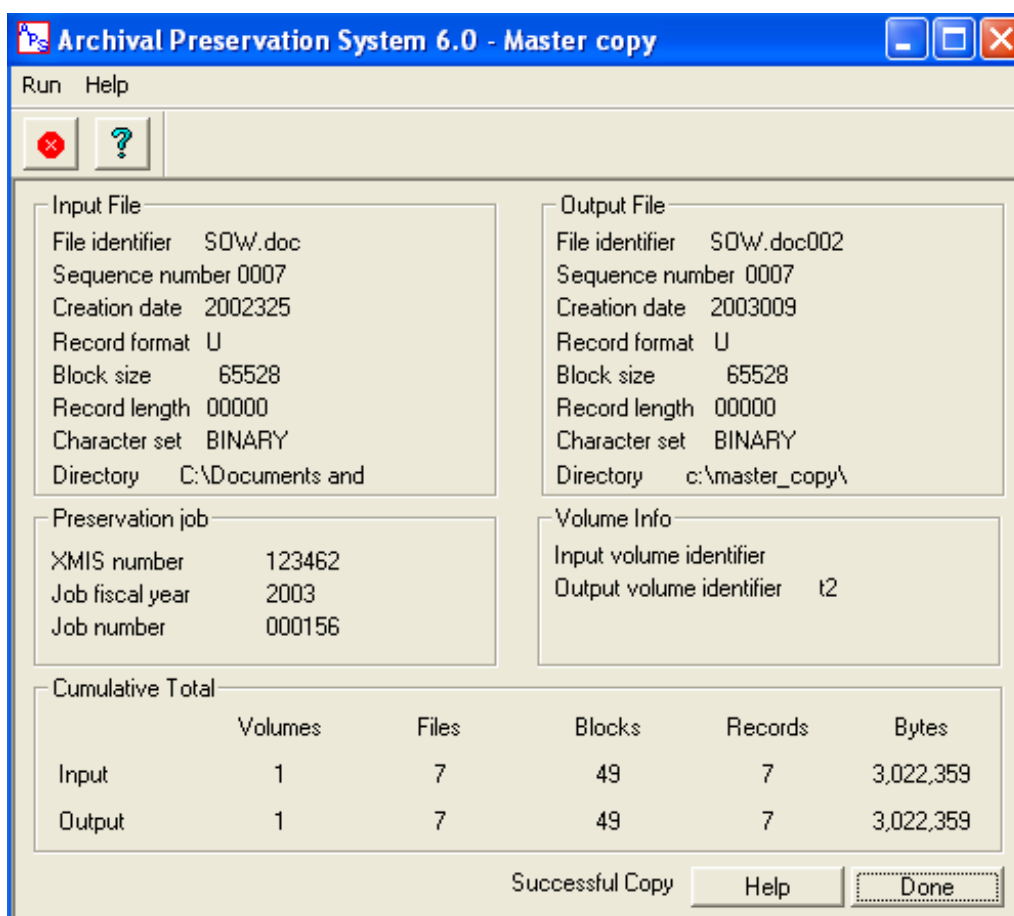 Archival Preservation System 6.0 - Master copy
Run Help
Input File
File identifier SOW.doc
Sequence number 0007
Creation date 2002325
Record format U
Block size 65528
Record length 00000
Character set BINARY
Directory C:\Documents and
Output File
File identifier SOW.doc002
Sequence number 0007
Creation date 2003009
Record format U
Block size 65528
Record length 00000
Character set BINARY
Directory c:\master_copy\
Preservation job
XMIS number 123462
Job fiscal year 2003
Job number 000156
Volume Info
Input volume identifier
Output volume identifier t2
Cumulative Total
Volumes Files Blocks Records Bytes
Input 1 7 49 7 3,022,359
Output 1 7 49 7 3,022,359
Successful Copy Help Done